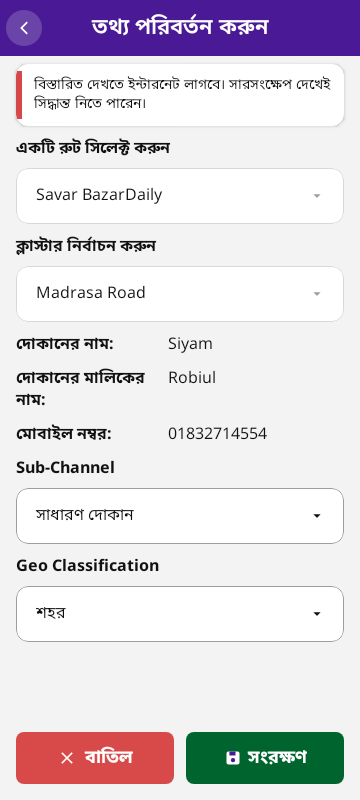 তথ্য পরিবর্তন করুন
বিস্তারিত দেখতে ইন্টারনেট লাগবে। সারসংক্ষেপ দেখেই
সিদ্ধান্ত নিতে পারেন।
একটি রুট সিলেক্ট করুন
Savar BazarDaily
ক্লাস্টার নির্বাচন করুন
Madrasa Road
দোকানের নাম: Siyam
দোকানের মালিকের Robiul
নাম:
মোবাইল নম্বর: 01832714554
Sub-Channel
সাধারণ দোকান
Geo Classification
শহর
বাতিল সংরক্ষণ